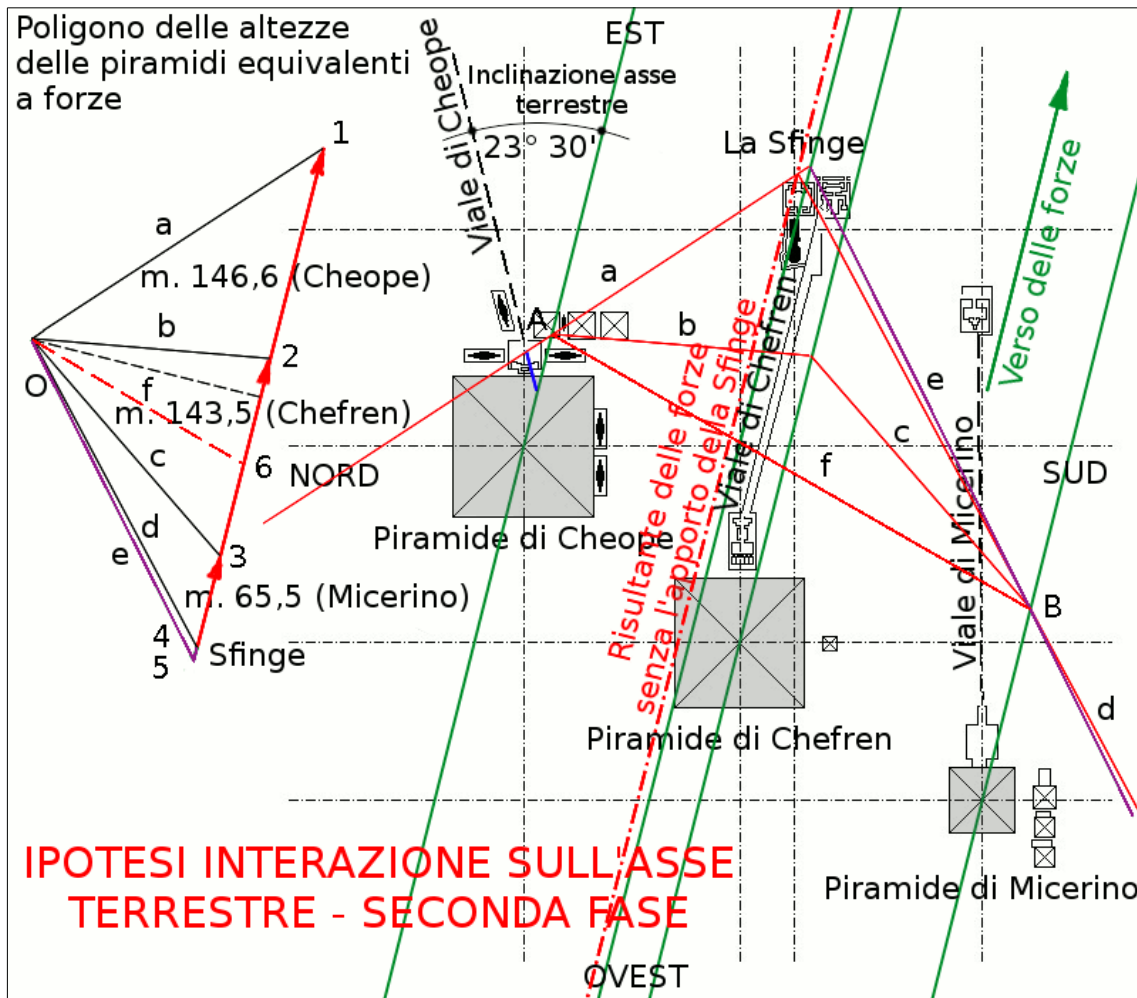 Poligono delle altezze
delle piramidi equivalenti
a forze
EST
Inclinazione asse
terrestre
23° 30'
Viale di Cheope
La Sfinge
Verso delle forze
1
a
m. 146,6 (Cheope)
b
2
O
f
m. 143,5 (Chefren)
c
6
d
e
3
m. 65,5 (Micerino)
4
5
Sfinge
A
a
b
e
c
f
B
d
NORD
SUD
Piramide di Cheope
Risultante delle forze
senza l'apporto della Sfinge
Viale di Chefren
Viale di Micerino
Piramide di Chefren
Piramide di Micerino
IPOTESI INTERAZIONE SULL'ASSE
TERRESTRE - SECONDA FASE
OVEST